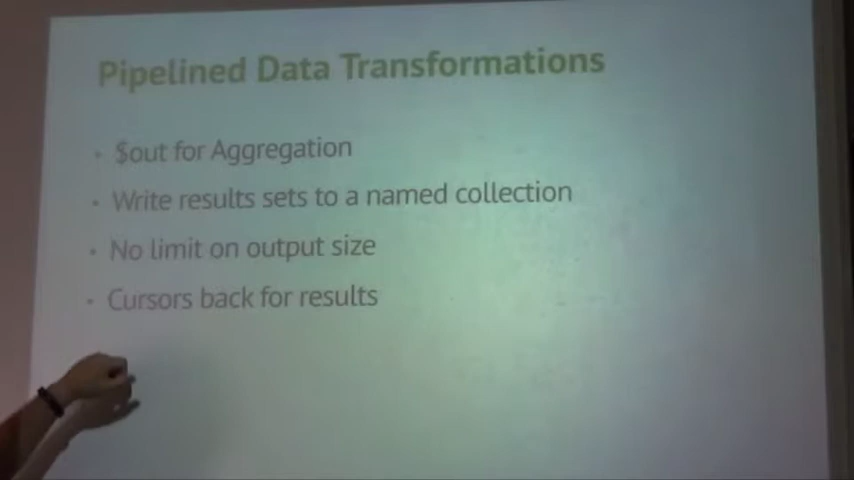 Pipelined Data Transformations
• $out for Aggregation
• Write results sets to a named collection
• No limit on output size
• Cursors back for results